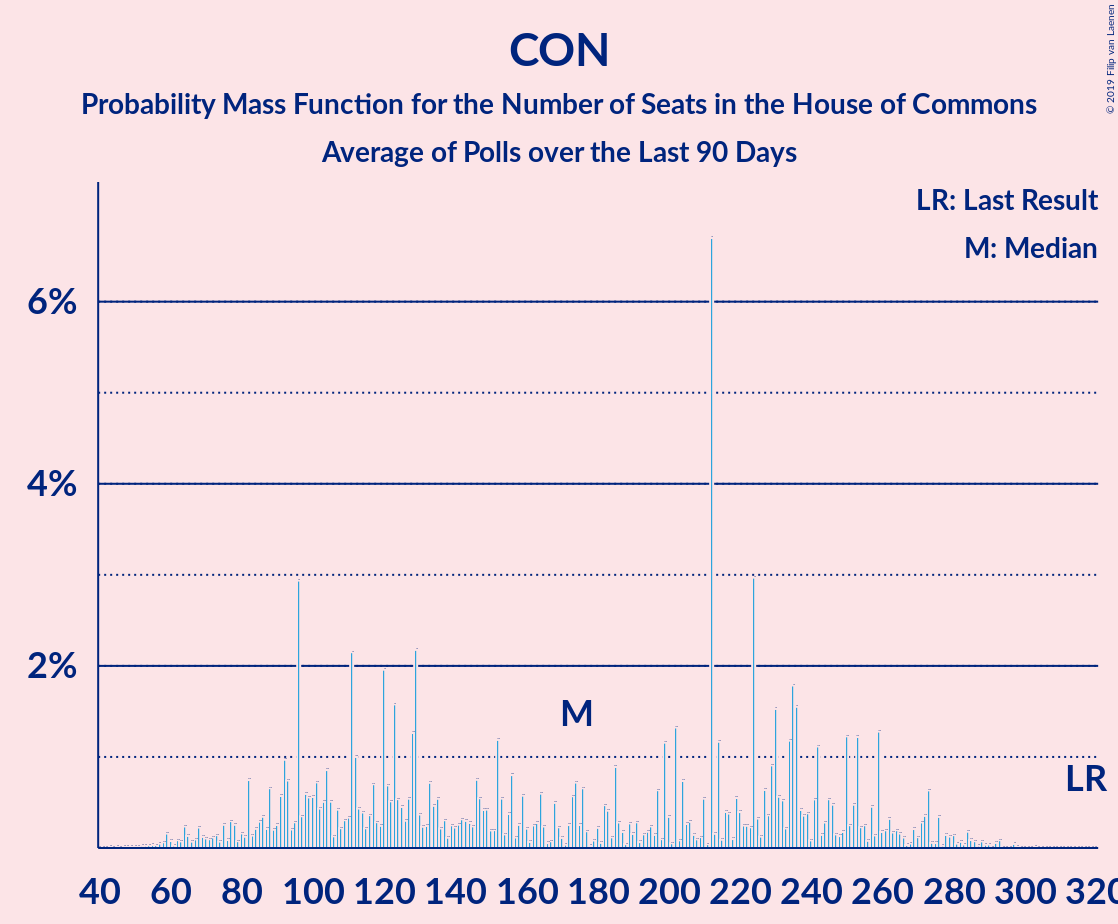 CON
Probability Mass Function for the Number of Seats in the House of Commons
Average of Polls over the Last 90 Days
© 2019 Filip van Laenen
LR: Last Result
M: Median
6%
4%
2%
M
LR
40 60 80 100 120 140 160 180 200 220 240 260 280 300 320